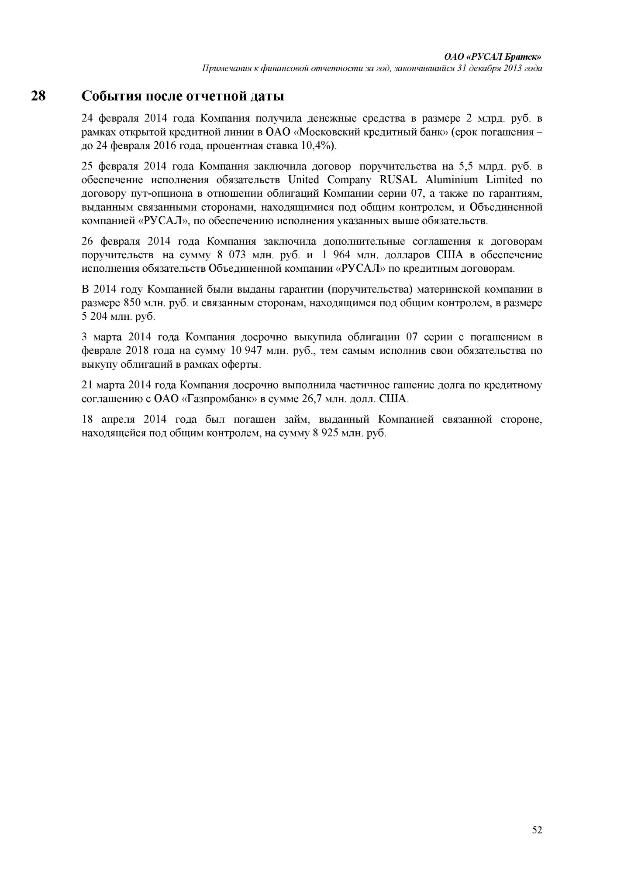 ОАО «РУСАЛ Братск»
Примечания к финансовой отчетности за год, закончившийся 31 декабря 2013 года
28 События после отчетной даты
24 февраля 2014 года Компания получила денежные средства в размере 2 млрд. руб. в
рамках открытой кредитной линии в ОАО «Московский кредитный банк» (срок погашения –
до 24 февраля 2016 года, процентная ставка 10,4%).
25 февраля 2014 года Компания заключила договор поручительства на 5,5 млрд. руб. в
обеспечение исполнения обязательств United Company RUSAL Aluminium Limited по
договору пут-опциона в отношении облигаций Компании серии 07, а также по гарантиям,
выданным связанными сторонами, находящимися под общим контролем, и Объединенной
компанией «РУСАЛ», по обеспечению исполнения указанных выше обязательств.
26 февраля 2014 года Компания заключила дополнительные соглашения к договорам
поручительств на сумму 8 073 млн. руб. и 1 964 млн. долларов США в обеспечение
исполнения обязательств Объединенной компании «РУСАЛ» по кредитным договорам.
В 2014 году Компанией были выданы гарантии (поручительства) материнской компании в
размере 850 млн. руб. и связанным сторонам, находящимся под общим контролем, в размере
5 204 млн. руб.
3 марта 2014 года Компания досрочно выкупила облигации 07 серии с погашением в
феврале 2018 года на сумму 10 947 млн. руб., тем самым исполнив свои обязательства по
выкупу облигаций в рамках оферты.
21 марта 2014 года Компания досрочно выполнила частичное гашение долга по кредитному
соглашению с ОАО «Газпромбанк» в сумме 26,7 млн. долл. США.
18 апреля 2014 года был погашен займ, выданный Компанией связанной стороне,
находящейся под общим контролем, на сумму 8 925 млн. руб.
52